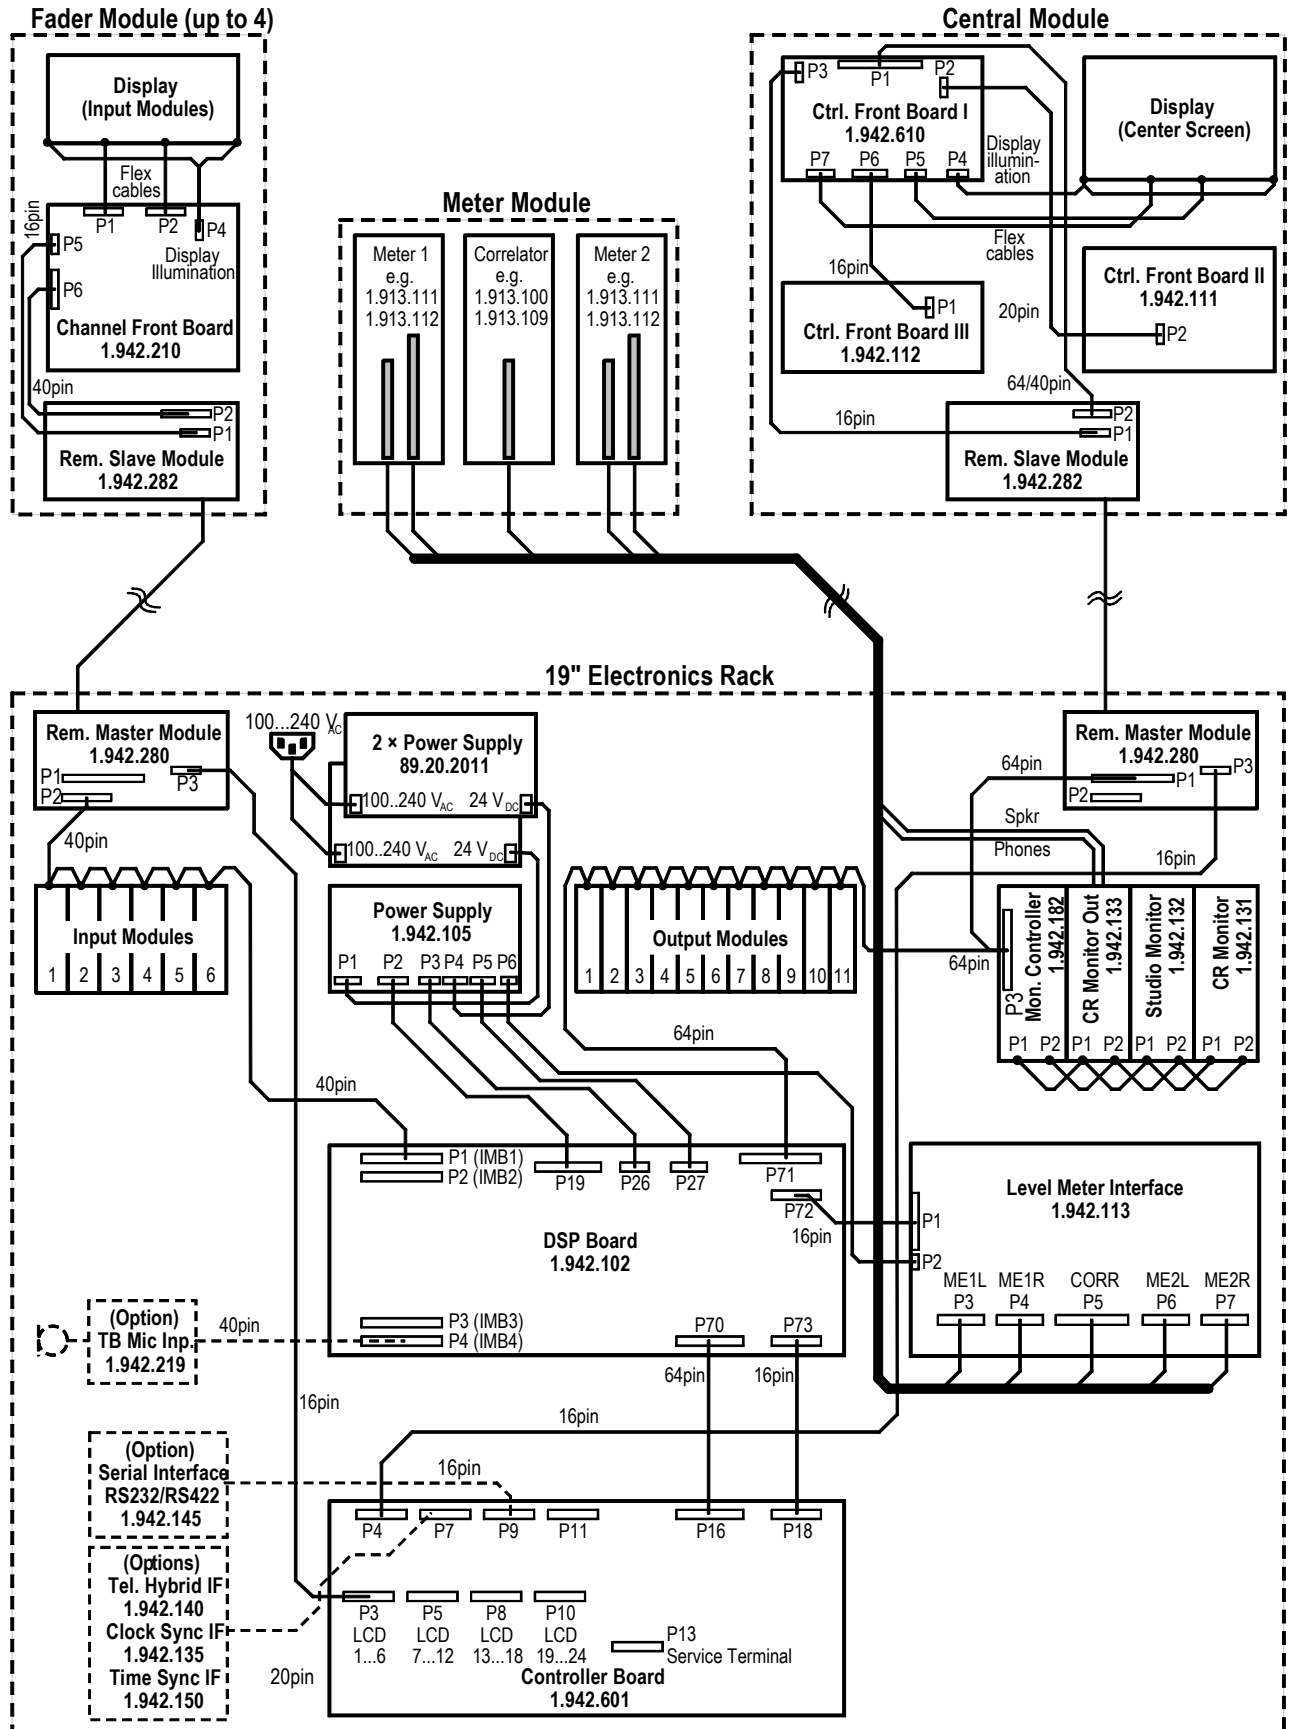 Fader Module (up to 4)
Display
(Input Modules)
Flex
cables
16pin
P1
P2
P4
P5
Display
Illumination
P6
Channel Front Board
1.942.210
40pin
P2
P1
Rem. Slave Module
1.942.282
Meter Module
Meter 1
e.g.
1.913.111
1.913.112
Correlator
e.g.
1.913.100
1.913.109
Meter 2
e.g.
1.913.111
1.913.112
Central Module
P3
P1
P2
Ctrl. Front Board I
1.942.610
P7
P6
P5
P4
Display
illumin-
ation
Display
(Center Screen)
Flex
cables
16pin
P1
Ctrl. Front Board III
1.942.112
20pin
Ctrl. Front Board II
1.942.111
P2
64/40pin
16pin
P2
P1
Rem. Slave Module
1.942.282
19" Electronics Rack
Rem. Master Module
1.942.280
P1
P2
P3
40pin
100...240 VAC
2 × Power Supply
89.20.2011
100..240 VAC
24 VDC
100..240 VAC
24 VDC
Rem. Master Module
1.942.280
64pin
P1
P3
P2
Spkr
Phones
16pin
Input Modules
1 2 3 4 5 6
Power Supply
1.942.105
P1 P2 P3 P4 P5 P6
Output Modules
1 2 3 4 5 6 7 8 9 10 11
64pin
P3
Mon. Controller
1.942.182
CR Monitor Out
1.942.133
Studio Monitor
1.942.132
CR Monitor
1.942.131
P1 P2 P1 P2 P1 P2 P1 P2
64pin
40pin
P1 (IMB1)
P2 (IMB2)
P19
P26
P27
P71
P72
16pin
DSP Board
1.942.102
P3 (IMB3)
P4 (IMB4)
P70
P73
Level Meter Interface
1.942.113
P1
P2
ME1L ME1R CORR ME2L ME2R
P3 P4 P5 P6 P7
(Option)
TB Mic Inp.
1.942.219
40pin
64pin
16pin
16pin
16pin
(Option)
Serial Interface
RS232/RS422
1.942.145
16pin
P4
P7
P9
P11
P16
P18
(Options)
Tel. Hybrid IF
1.942.140
Clock Sync IF
1.942.135
Time Sync IF
1.942.150
20pin
P3 P5 P8 P10
LCD LCD LCD LCD
1...6 7...12 13...18 19...24
P13
Service Terminal
Controller Board
1.942.601